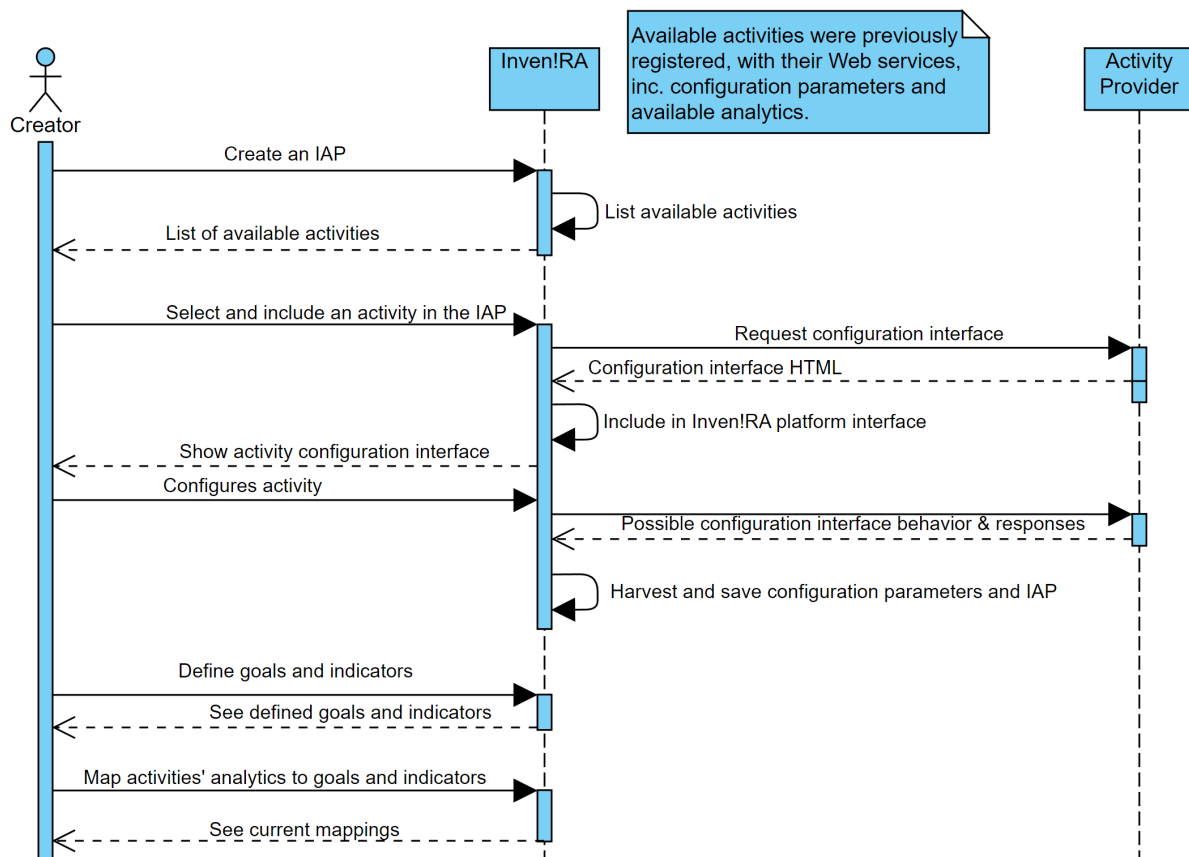 Available activities were previously
registered, with their Web services,
inc. configuration parameters and
available analytics.
Inven!RA
Activity
Provider
Creator
Create an IAP
List available activities
List of available activities
Select and include an activity in the IAP
Request configuration interface
Configuration interface HTML
Include in Inven!RA platform interface
Show activity configuration interface
Configures activity
Possible configuration interface behavior & responses
Harvest and save configuration parameters and IAP
Define goals and indicators
See defined goals and indicators
Map activities' analytics to goals and indicators
See current mappings